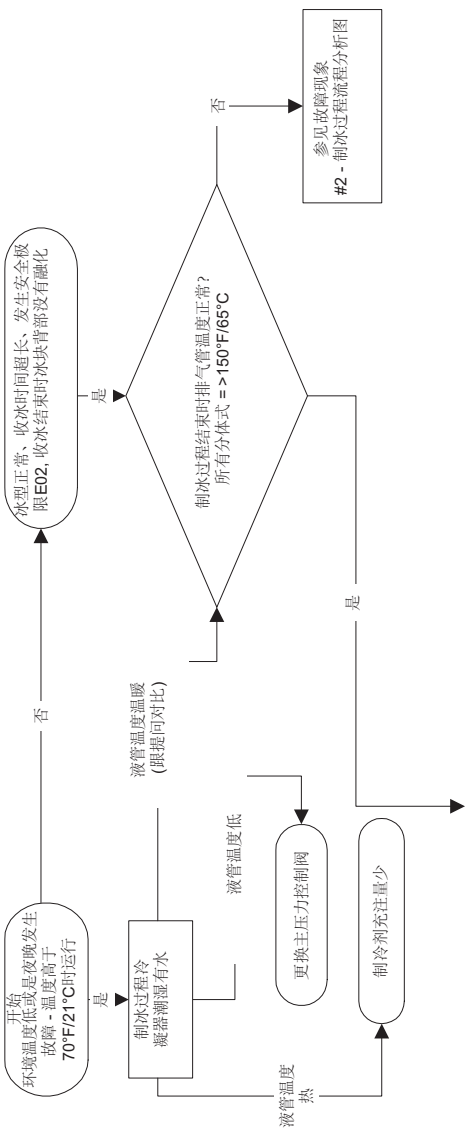 开始
环境温度低或是夜晚发生
故障 - 温度高于
70°F/21°C时运行
否
冰型正常、收冰时间超长、发生安全极
限E02, 收冰结束时冰块背部没有融化
是
制冰过程冷
凝器潮湿有水
液管温度温暖
(跟提问对比)
液管温度低
更换主压力控制阀
液管温度
热
制冷剂充注量少
是
制冰过程结束时排气管温度正常?
所有分体式 = >150°F/65°C
否
参见故障现象
#2 - 制冰过程流程分析图
是